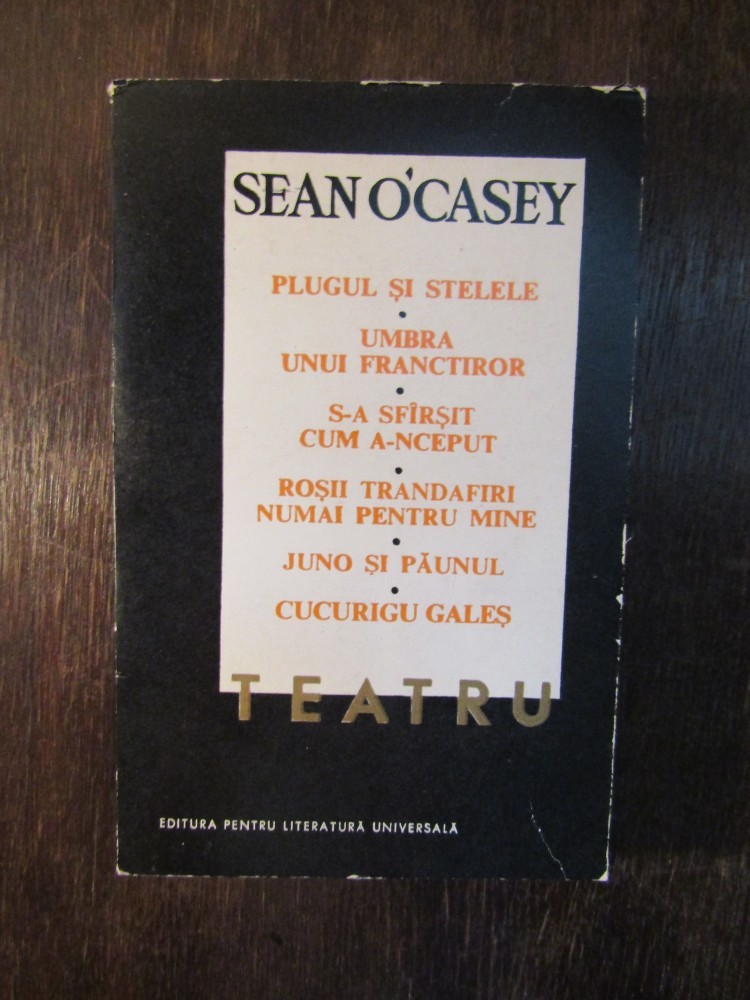 SEAN O'CASEY
PLUGUL ȘI STELELE
•
UMBRA
UNUI FRANCTIROR
•
S-A SFÎRȘIT
CUM A-NCEPUT
•
ROȘII TRANDAFIRI
NUMAI PENTRU MINE
•
JUNO ȘI PĂUNUL
•
CUCURIGU GALEȘ
TEATRU
EDITURA PENTRU LITERATURĂ UNIVERSALĂ